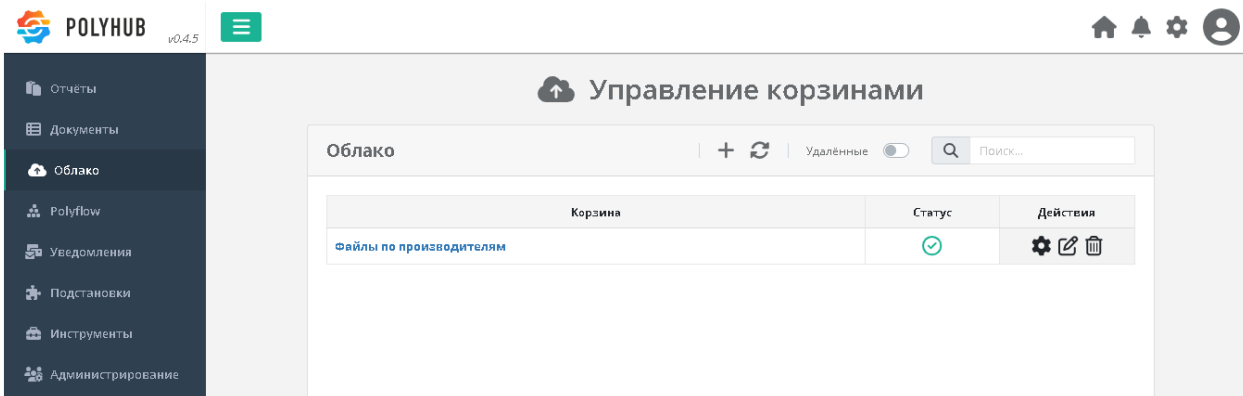 POLYHUB v0.4.5
Отчёты
Документы
Облако
Polyflow
Уведомления
Подстановки
Инструменты
Администрирование
Управление корзинами
Облако Удалённые Поиск...
Корзина Статус Действия
Файлы по производителям